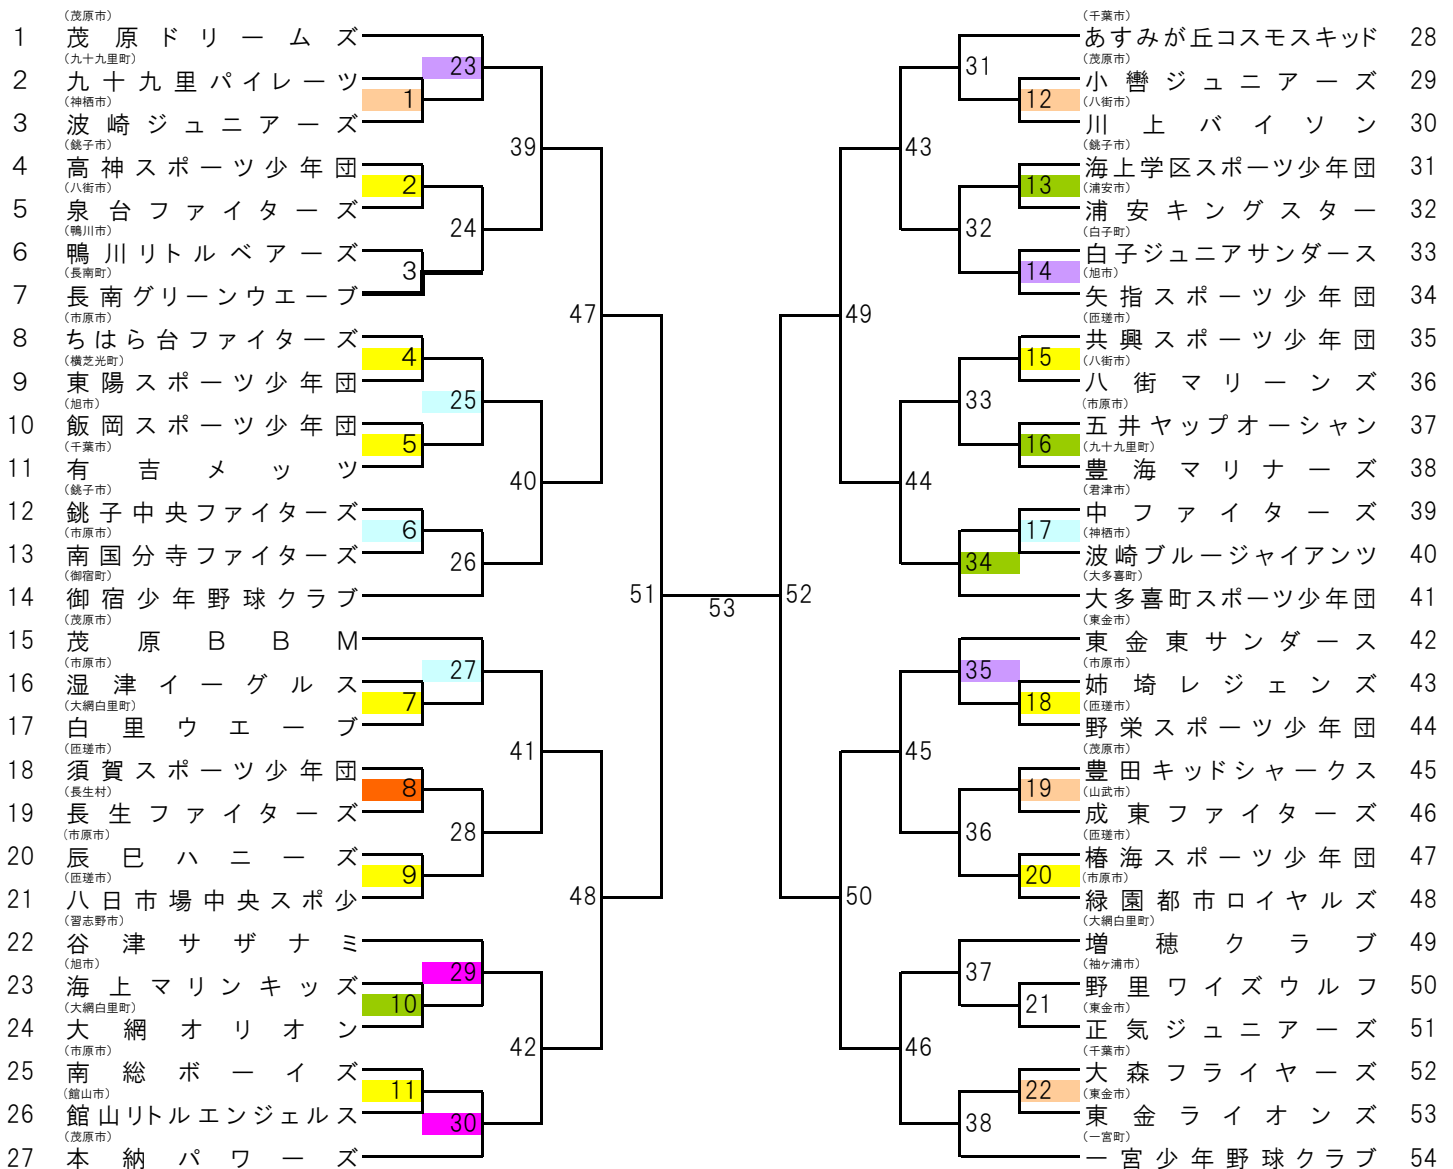 (茂原市)
1 茂原ドリームズ
(九十九里町)
2 九十九里パイレーツ
(神栖市)
3 波崎ジュニアーズ
(銚子市)
4 高神スポーツ少年団
(八街市)
5 泉台ファイターズ
(鴨川市)
6 鴨川リトルベアーズ
(長南町)
7 長南グリーンウエーブ
(市原市)
8 ちはら台ファイターズ
(横芝光町)
9 東陽スポーツ少年団
(旭市)
10 飯岡スポーツ少年団
(千葉市)
11 有吉メッツ
(銚子市)
12 銚子中央ファイターズ
(市原市)
13 南国分寺ファイターズ
(御宿町)
14 御宿少年野球クラブ
(茂原市)
15 茂原BBM
(市原市)
16 湿津イーグルス
(大網白里町)
17 白里ウエーブ
(匝瑳市)
18 須賀スポーツ少年団
(長生村)
19 長生ファイターズ
(市原市)
20 辰巳ハニーズ
(匝瑳市)
21 八日市場中央スポ少
(習志野市)
22 谷津サザナミ
(旭市)
23 海上マリンキッズ
(大網白里町)
24 大網オリオン
(市原市)
25 南総ボーイズ
(館山市)
26 館山リトルエンジェルス
(茂原市)
27 本納パワーズ
23
1
2
24
3
39
4
25
5
40
6
26
47
27
7
41
8
28
9
48
29
10
42
11
30
51
53
52
31
12
43
13
32
14
49
15
33
16
44
17
34
35
18
45
19
36
20
50
37
21
46
22
38
(千葉市)
あすみが丘コスモスキッド 28
(茂原市)
小轡ジュニアーズ 29
(八街市)
川上バイソン 30
(銚子市)
海上学区スポーツ少年団 31
(浦安市)
浦安キングスター 32
(白子町)
白子ジュニアサンダース 33
(旭市)
矢指スポーツ少年団 34
(匝瑳市)
共興スポーツ少年団 35
(八街市)
八街マリーンズ 36
(市原市)
五井ヤップオーシャン 37
(九十九里町)
豊海マリナーズ 38
(君津市)
中ファイターズ 39
(神栖市)
波崎ブルージャイアンツ 40
(大多喜町)
大多喜町スポーツ少年団 41
(東金市)
東金東サンダース 42
(市原市)
姉埼レジェンズ 43
(匝瑳市)
野栄スポーツ少年団 44
(茂原市)
豊田キッドシャークス 45
(山武市)
成東ファイターズ 46
(匝瑳市)
椿海スポーツ少年団 47
(市原市)
緑園都市ロイヤルズ 48
(大網白里町)
増穂クラブ 49
(袖ヶ浦市)
野里ワイズウルフ 50
(東金市)
正気ジュニアーズ 51
(千葉市)
大森フライヤーズ 52
(東金市)
東金ライオンズ 53
(一宮町)
一宮少年野球クラブ 54